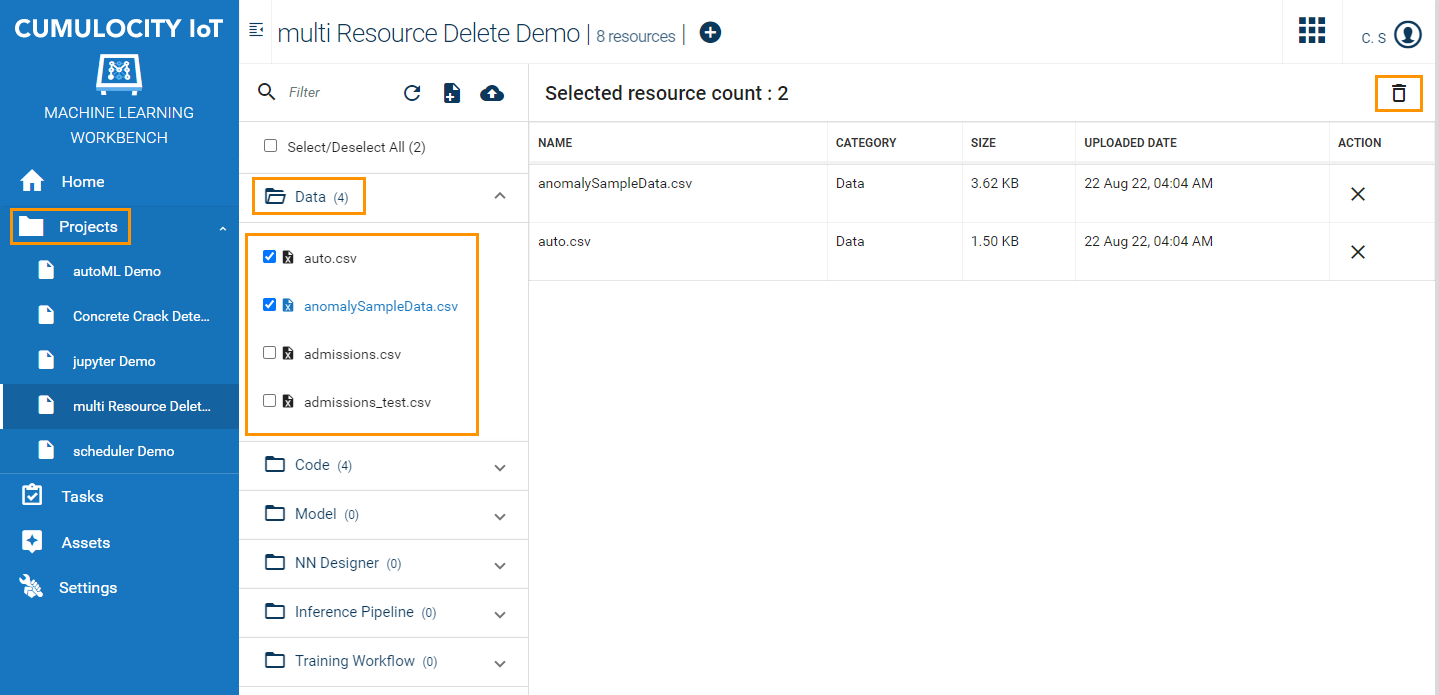 CUMULOCITY IoT
MACHINE LEARNING
WORKBENCH
Home
Projects
autoML Demo
Concrete Crack Dete...
jupyter Demo
multi Resource Delet...
scheduler Demo
Tasks
Assets
Settings
multi Resource Delete Demo | 8 resources |
C. S
Filter
Select/Deselect All (2)
Data (4)
auto.csv
anomalySampleData.csv
admissions.csv
admissions_test.csv
Code (4)
Model (0)
NN Designer (0)
Inference Pipeline (0)
Training Workflow (0)
Selected resource count : 2
NAME CATEGORY SIZE UPLOADED DATE ACTION
anomalySampleData.csv Data 3.62 KB 22 Aug 22, 04:04 AM
auto.csv Data 1.50 KB 22 Aug 22, 04:04 AM